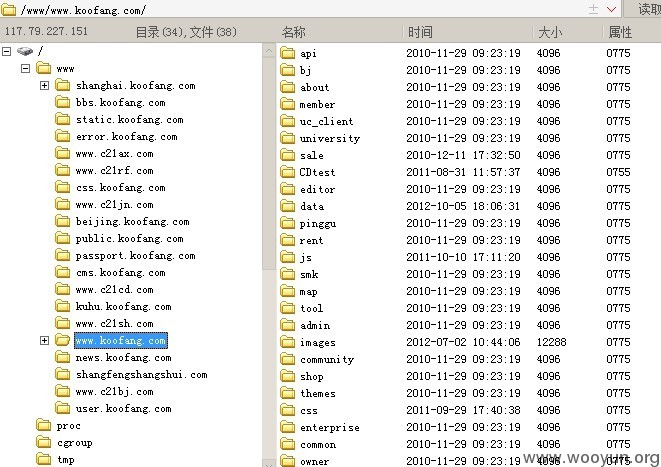 /www/www.koofang.com/ 读取
117.79.227.151 目录(34),文件(38) 名称 时间 大小 属性
/
www
shanghai.koofang.com
bbs.koofang.com
static.koofang.com
error.koofang.com
www.c21ax.com
www.c21rf.com
css.koofang.com
www.c21jn.com
beijing.koofang.com
public.koofang.com
passport.koofang.com
cms.koofang.com
www.c21cd.com
kuhu.koofang.com
www.c21sh.com
www.koofang.com
news.koofang.com
shangfengshangshui.com
www.c21bj.com
user.koofang.com
proc
cgroup
tmp
api 2010-11-29 09:23:19 4096 0775
bj 2010-11-29 09:23:19 4096 0775
about 2010-11-29 09:23:19 4096 0775
member 2010-11-29 09:23:19 4096 0775
uc_client 2010-11-29 09:23:19 4096 0775
university 2010-11-29 09:23:19 4096 0775
sale 2010-12-11 17:32:50 4096 0775
CDtest 2011-08-31 11:57:37 4096 0755
editor 2010-11-29 09:23:19 4096 0775
data 2012-10-05 18:06:31 4096 0775
pinggu 2010-11-29 09:23:19 4096 0775
rent 2010-11-29 09:23:19 4096 0775
js 2011-10-10 17:11:20 4096 0775
smk 2010-11-29 09:23:19 4096 0775
map 2010-11-29 09:23:19 4096 0775
tool 2010-11-29 09:23:19 4096 0775
admin 2010-11-29 09:23:19 4096 0775
images 2012-07-02 10:44:06 12288 0775
community 2010-11-29 09:23:19 4096 0775
shop 2010-11-29 09:23:19 4096 0775
themes 2010-11-29 09:23:19 4096 0775
css 2011-09-29 17:40:38 4096 0775
enterprise 2010-11-29 09:23:19 4096 0775
common 2010-11-29 09:23:19 4096 0775
owner 2010-11-29 09:23:19 4096 0775
www.wooyun.org